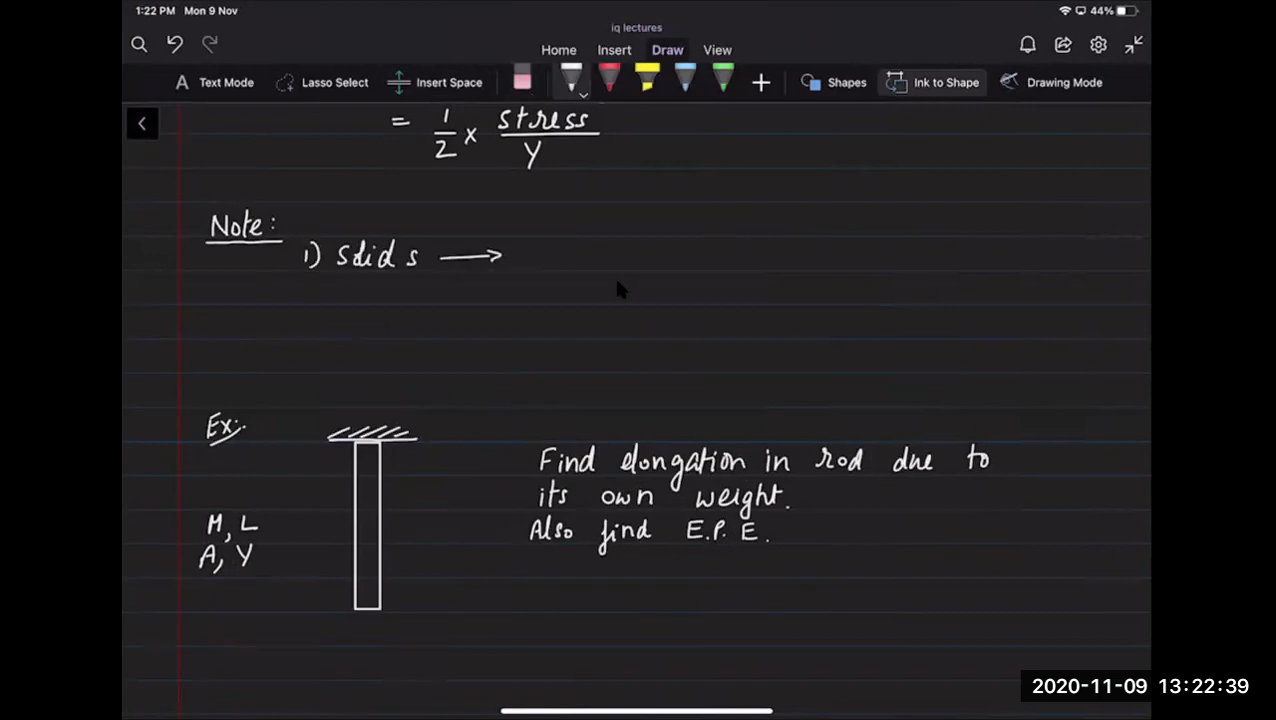 1:22 PM Mon 9 Nov
44%
iq lectures
Home Insert Draw View
Text Mode Lasso Select Insert Space Shapes Ink to Shape Drawing Mode
= 1/2 × stress/Y
Note:
1) Solids →
Ex:
Find elongation in rod due to
its own weight.
Also find E.P.E.
M, L
A, Y
2020-11-09 13:22:39